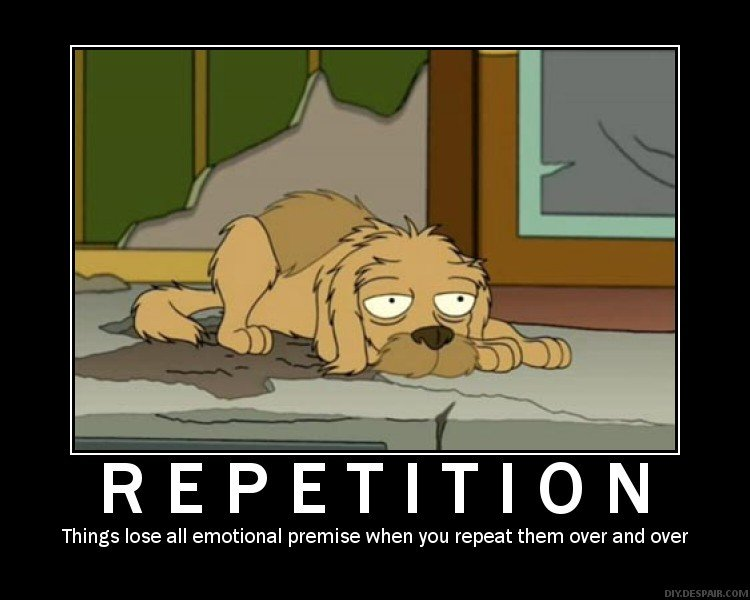 REPETITION
Things lose all emotional premise when you repeat them over and over
DIY.DESPAIR.COM